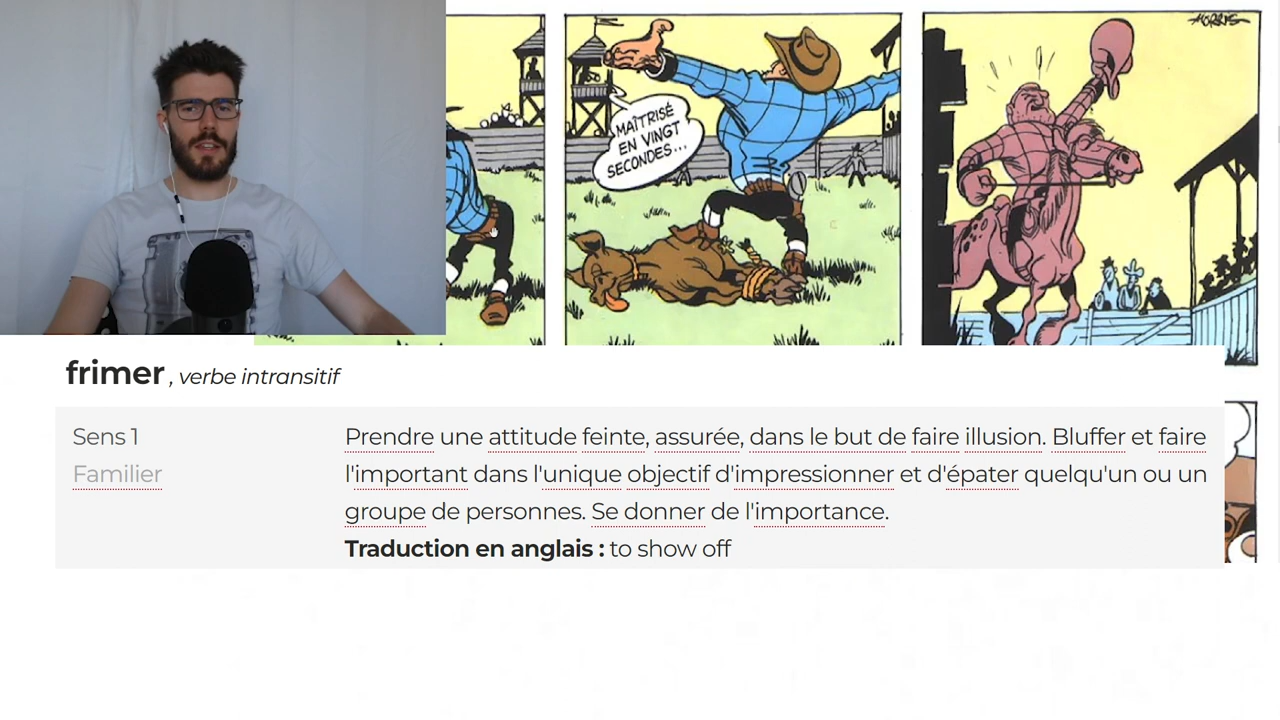 MORRIS
MAÎTRISÉ
EN VINGT
SECONDES...
frimer, verbe intransitif
Sens 1
Familier
Prendre une attitude feinte, assurée, dans le but de faire illusion. Bluffer et faire
l'important dans l'unique objectif d'impressionner et d'épater quelqu'un ou un
groupe de personnes. Se donner de l'importance.
Traduction en anglais : to show off